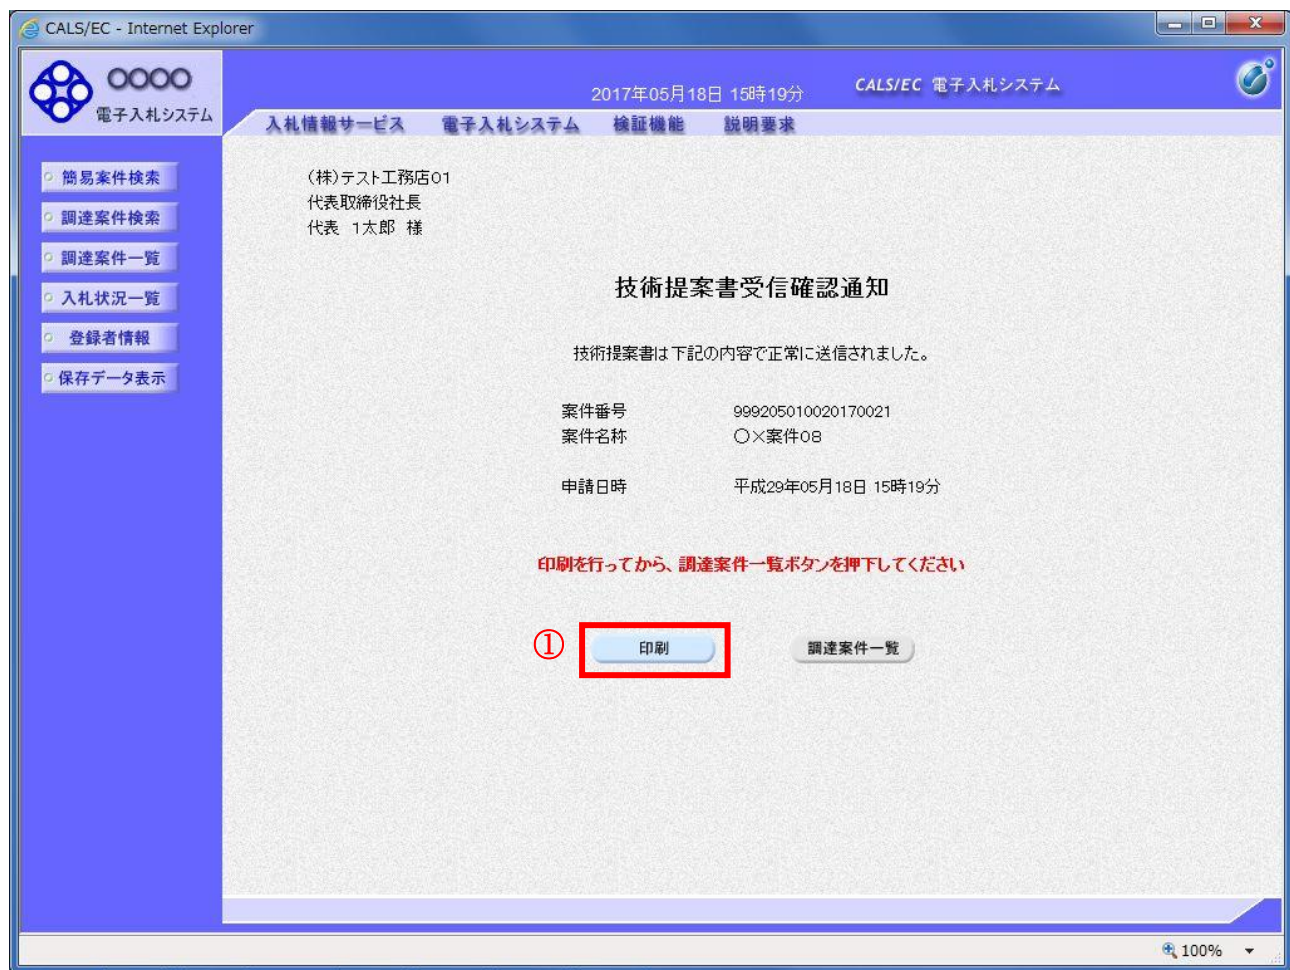 CALS/EC - Internet Explorer
○○○○
電子入札システム
2017年05月18日 15時19分
CALS/EC 電子入札システム
入札情報サービス 電子入札システム 検証機能 説明要求
簡易案件検索
調達案件検索
調達案件一覧
入札状況一覧
登録者情報
保存データ表示
(株)テスト工務店01
代表取締役社長
代表 1太郎 様
技術提案書受信確認通知
技術提案書は下記の内容で正常に送信されました。
案件番号 999205010020170021
案件名称 ○×案件08
申請日時 平成29年05月18日 15時19分
印刷を行ってから、調達案件一覧ボタンを押下してください
① 印刷 調達案件一覧
100%